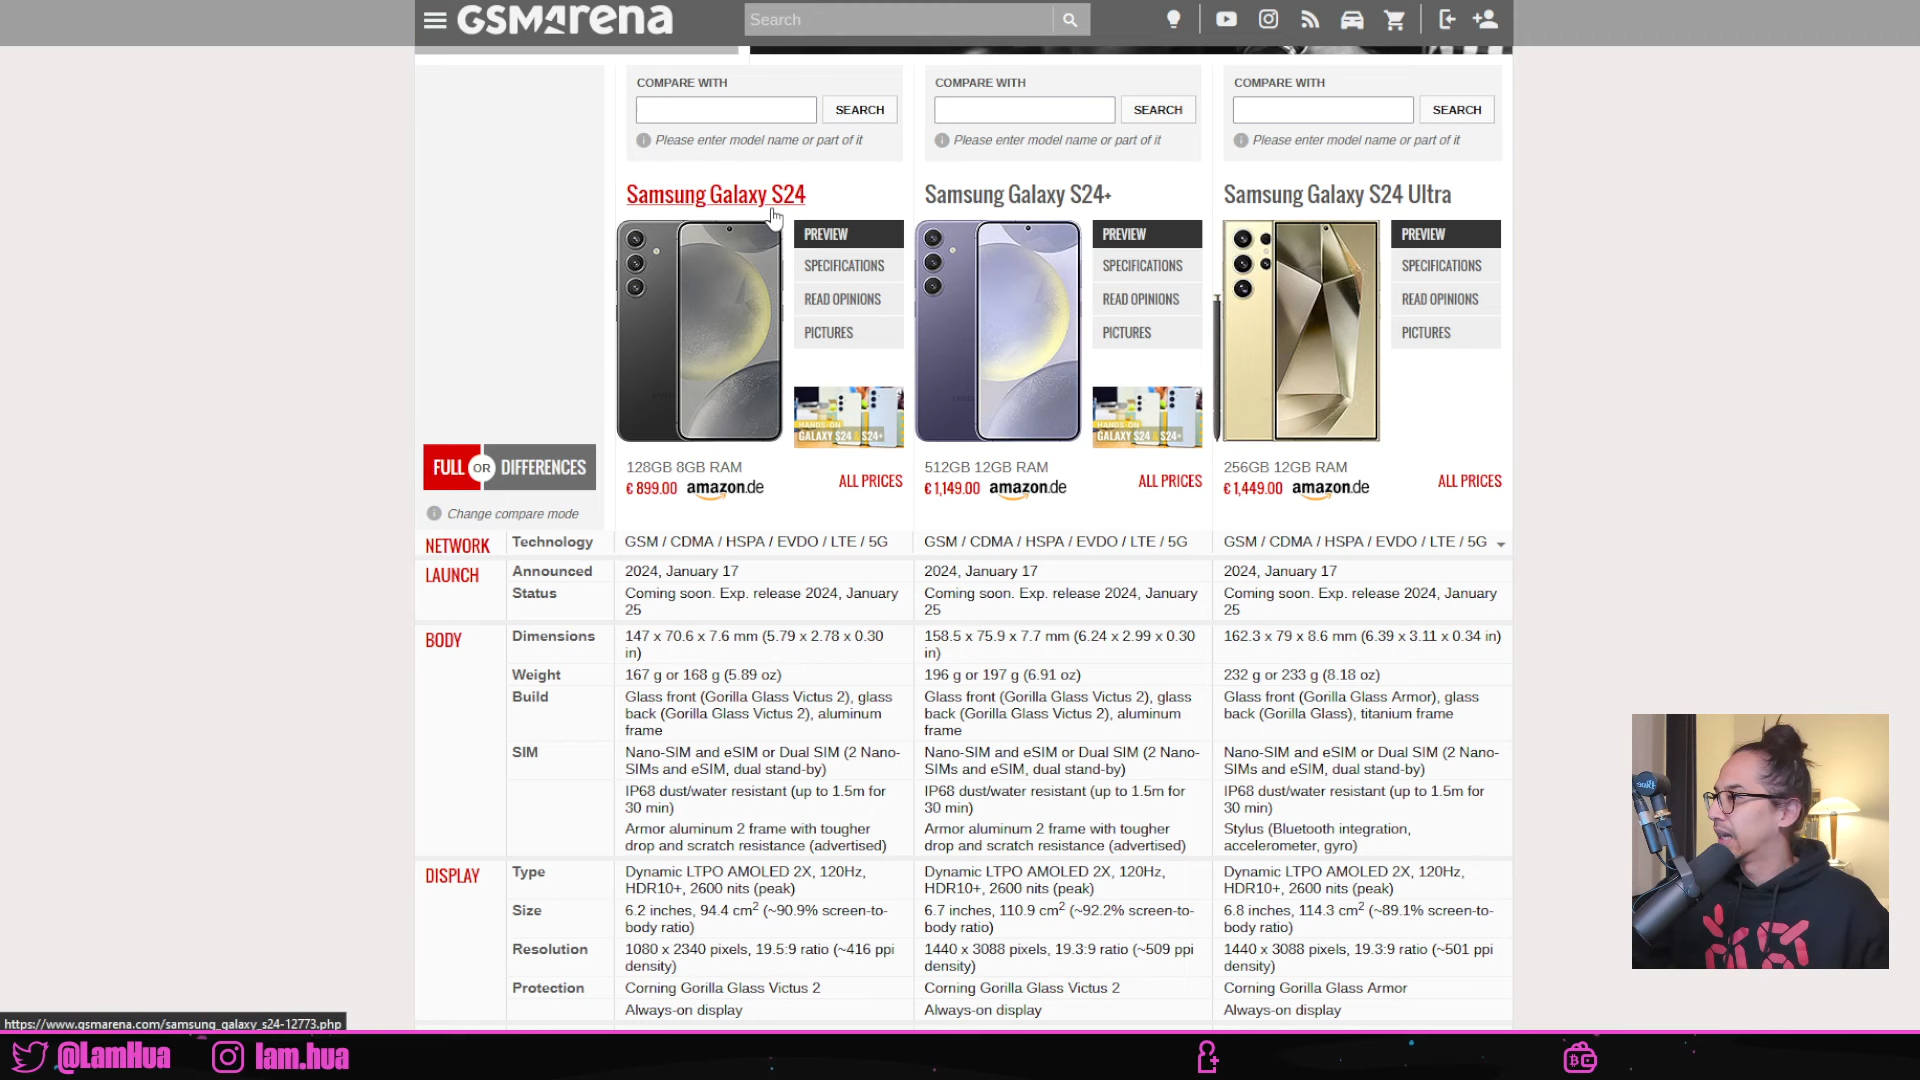 GSMArena
Search
COMPARE WITH
SEARCH
Please enter model name or part of it
COMPARE WITH
SEARCH
Please enter model name or part of it
COMPARE WITH
SEARCH
Please enter model name or part of it
Samsung Galaxy S24
Samsung Galaxy S24+
Samsung Galaxy S24 Ultra
PREVIEW
SPECIFICATIONS
READ OPINIONS
PICTURES
PREVIEW
SPECIFICATIONS
READ OPINIONS
PICTURES
PREVIEW
SPECIFICATIONS
READ OPINIONS
PICTURES
HANDS-ON
GALAXY S24 & S24+
HANDS-ON
GALAXY S24 & S24+
FULL OR DIFFERENCES
Change compare mode
128GB 8GB RAM
€ 899.00 amazon.de ALL PRICES
512GB 12GB RAM
€ 1,149.00 amazon.de ALL PRICES
256GB 12GB RAM
€ 1,449.00 amazon.de ALL PRICES
NETWORK Technology GSM / CDMA / HSPA / EVDO / LTE / 5G GSM / CDMA / HSPA / EVDO / LTE / 5G GSM / CDMA / HSPA / EVDO / LTE / 5G
LAUNCH Announced 2024, January 17 2024, January 17 2024, January 17
Status Coming soon. Exp. release 2024, January Coming soon. Exp. release 2024, January Coming soon. Exp. release 2024, January
25 25 25
BODY Dimensions 147 x 70.6 x 7.6 mm (5.79 x 2.78 x 0.30 158.5 x 75.9 x 7.7 mm (6.24 x 2.99 x 0.30 162.3 x 79 x 8.6 mm (6.39 x 3.11 x 0.34 in)
in) in)
Weight 167 g or 168 g (5.89 oz) 196 g or 197 g (6.91 oz) 232 g or 233 g (8.18 oz)
Build Glass front (Gorilla Glass Victus 2), glass Glass front (Gorilla Glass Victus 2), glass Glass front (Gorilla Glass Armor), glass
back (Gorilla Glass Victus 2), aluminum back (Gorilla Glass Victus 2), aluminum back (Gorilla Glass), titanium frame
frame frame
SIM Nano-SIM and eSIM or Dual SIM (2 Nano- Nano-SIM and eSIM or Dual SIM (2 Nano- Nano-SIM and eSIM or Dual SIM (2 Nano-
SIMs and eSIM, dual stand-by) SIMs and eSIM, dual stand-by) SIMs and eSIM, dual stand-by)
IP68 dust/water resistant (up to 1.5m for IP68 dust/water resistant (up to 1.5m for IP68 dust/water resistant (up to 1.5m for
30 min) 30 min) 30 min)
Armor aluminum 2 frame with tougher Armor aluminum 2 frame with tougher Stylus (Bluetooth integration,
drop and scratch resistance (advertised) drop and scratch resistance (advertised) accelerometer, gyro)
DISPLAY Type Dynamic LTPO AMOLED 2X, 120Hz, Dynamic LTPO AMOLED 2X, 120Hz, Dynamic LTPO AMOLED 2X, 120Hz,
HDR10+, 2600 nits (peak) HDR10+, 2600 nits (peak) HDR10+, 2600 nits (peak)
Size 6.2 inches, 94.4 cm² (~90.9% screen-to- 6.7 inches, 110.9 cm² (~92.2% screen-to- 6.8 inches, 114.3 cm² (~89.1% screen-to-
body ratio) body ratio) body ratio)
Resolution 1080 x 2340 pixels, 19.5:9 ratio (~416 ppi 1440 x 3088 pixels, 19.3:9 ratio (~509 ppi 1440 x 3088 pixels, 19.3:9 ratio (~501 ppi
density) density) density)
Protection Corning Gorilla Glass Victus 2 Corning Gorilla Glass Victus 2 Corning Gorilla Glass Armor
Always-on display Always-on display Always-on display
https://www.gsmarena.com/samsung_galaxy_s24-12773.php
@LamHua lam.hua